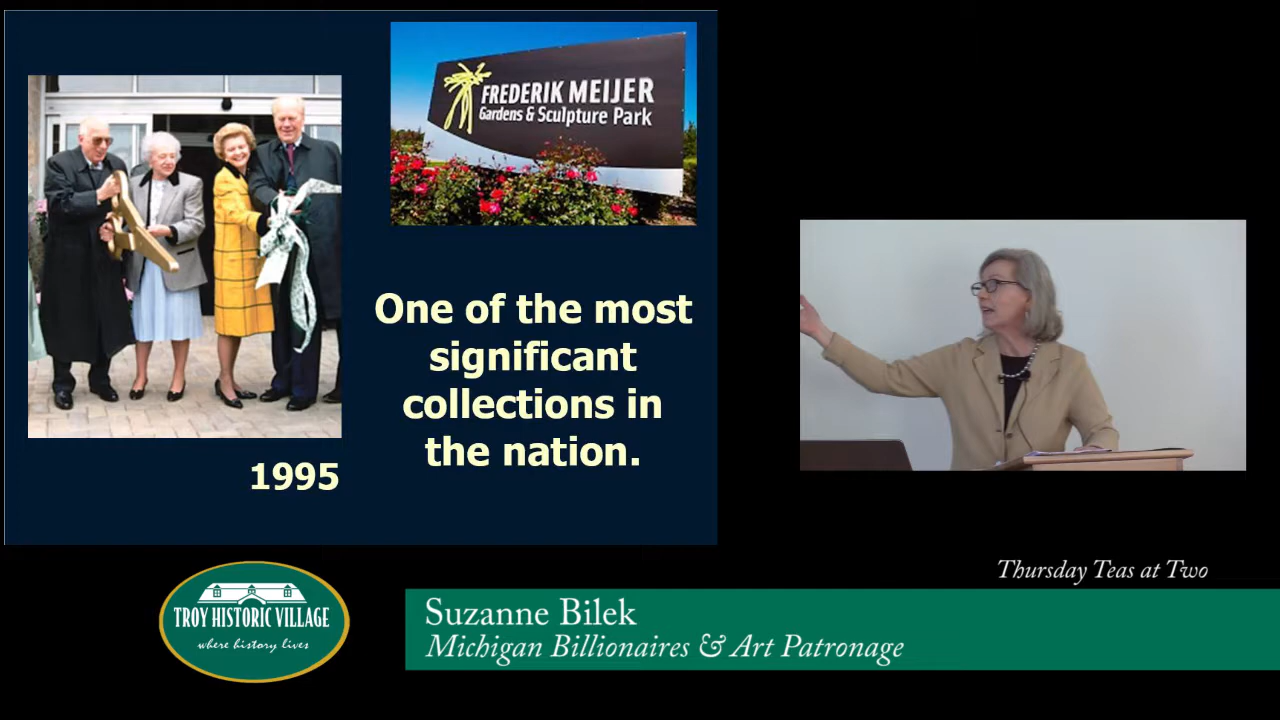 FREDERIK MEIJER
Gardens & Sculpture Park
One of the most
significant
collections in
the nation.
1995
Thursday Teas at Two
TROY HISTORIC VILLAGE
where history lives
Suzanne Bilek
Michigan Billionaires & Art Patronage